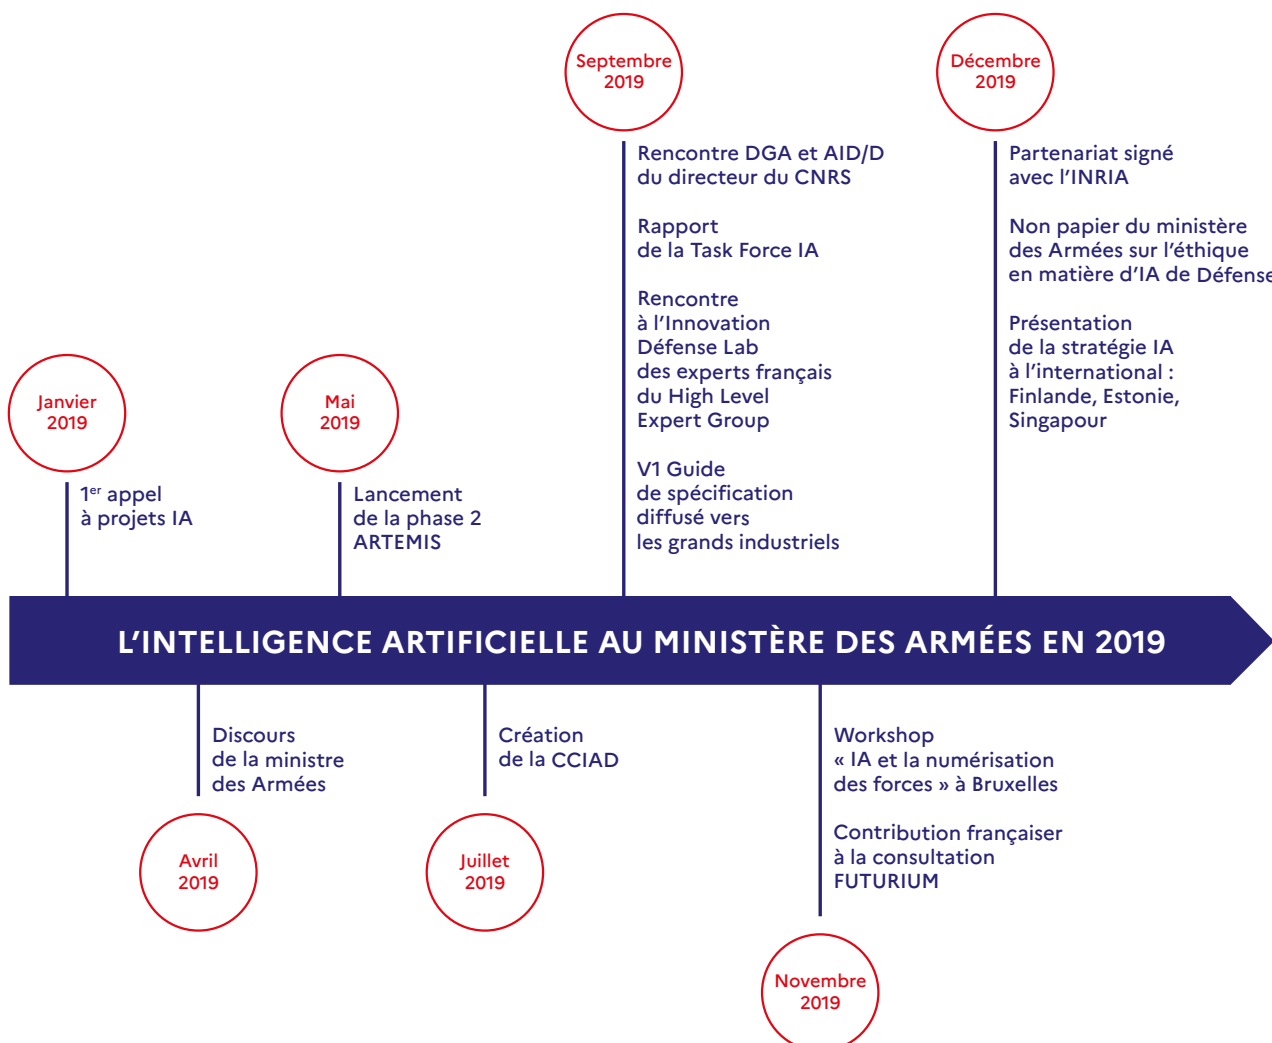 Septembre
2019
Rencontre DGA et AID/D
du directeur du CNRS
Rapport
de la Task Force IA
Rencontre
à l'Innovation
Défense Lab
des experts français
du High Level
Expert Group
V1 Guide
de spécification
diffusé vers
les grands industriels
Décembre
2019
Partenariat signé
avec l'INRIA
Non papier du ministère
des Armées sur l'éthique
en matière d'IA de Défense
Présentation
de la stratégie IA
à l'international :
Finlande, Estonie,
Singapour
Janvier
2019
1er appel
à projets IA
Mai
2019
Lancement
de la phase 2
ARTEMIS
L'INTELLIGENCE ARTIFICIELLE AU MINISTÈRE DES ARMÉES EN 2019
Discours
de la ministre
des Armées
Avril
2019
Création
de la CCIAD
Juillet
2019
Workshop
« IA et la numérisation
des forces » à Bruxelles
Contribution françaiser
à la consultation
FUTURIUM
Novembre
2019